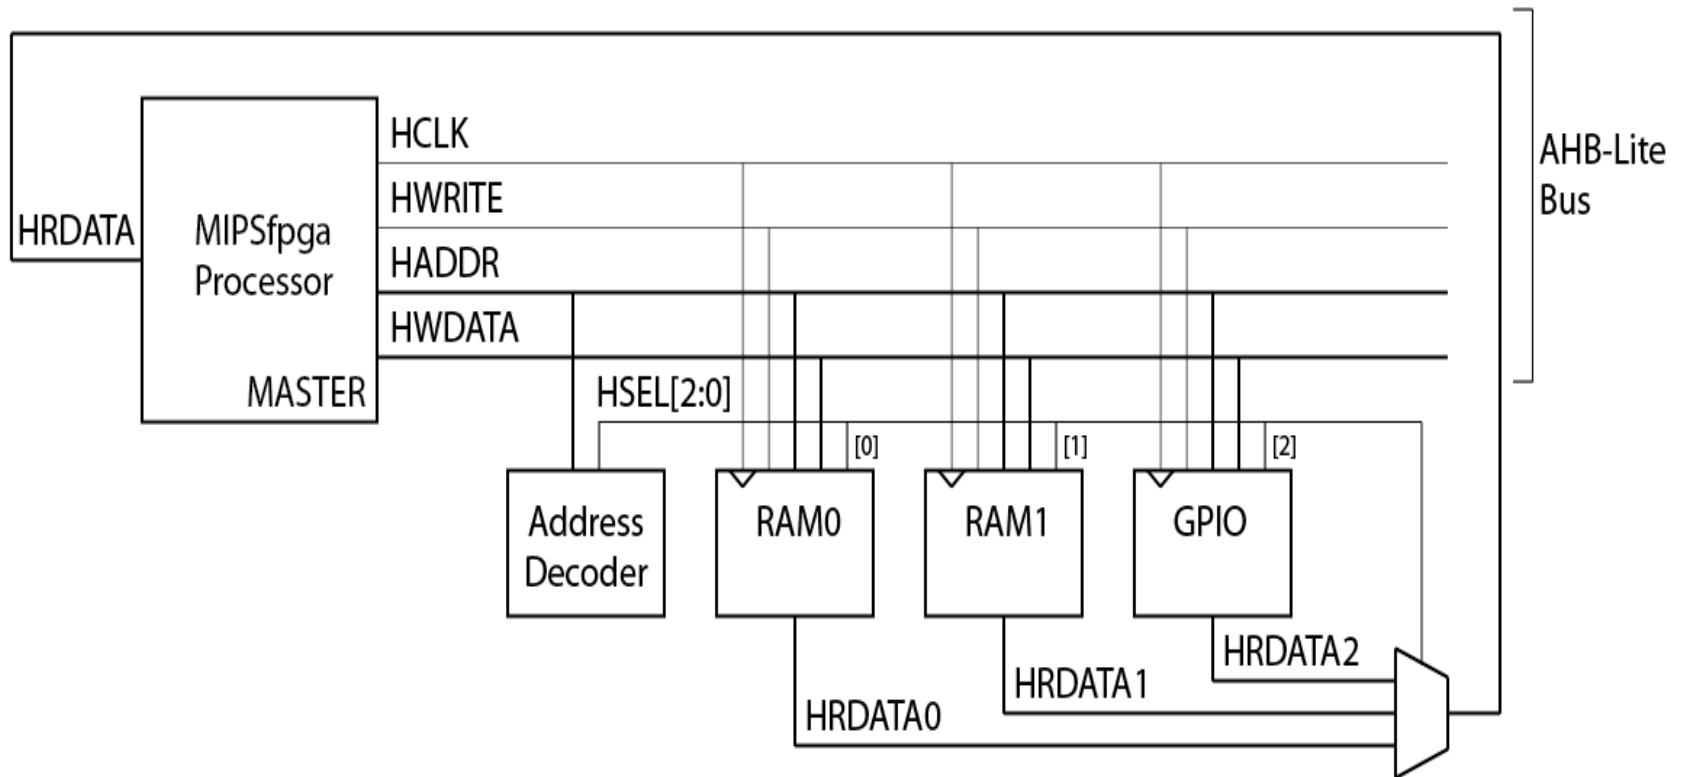 HCLK
AHB-Lite
Bus
HWRITE
HRDATA
MIPSfpga
Processor
HADDR
HWDATA
MASTER
HSEL[2:0]
[0]
[1]
[2]
Address
Decoder
RAM0
RAM1
GPIO
HRDATA2
HRDATA1
HRDATA0